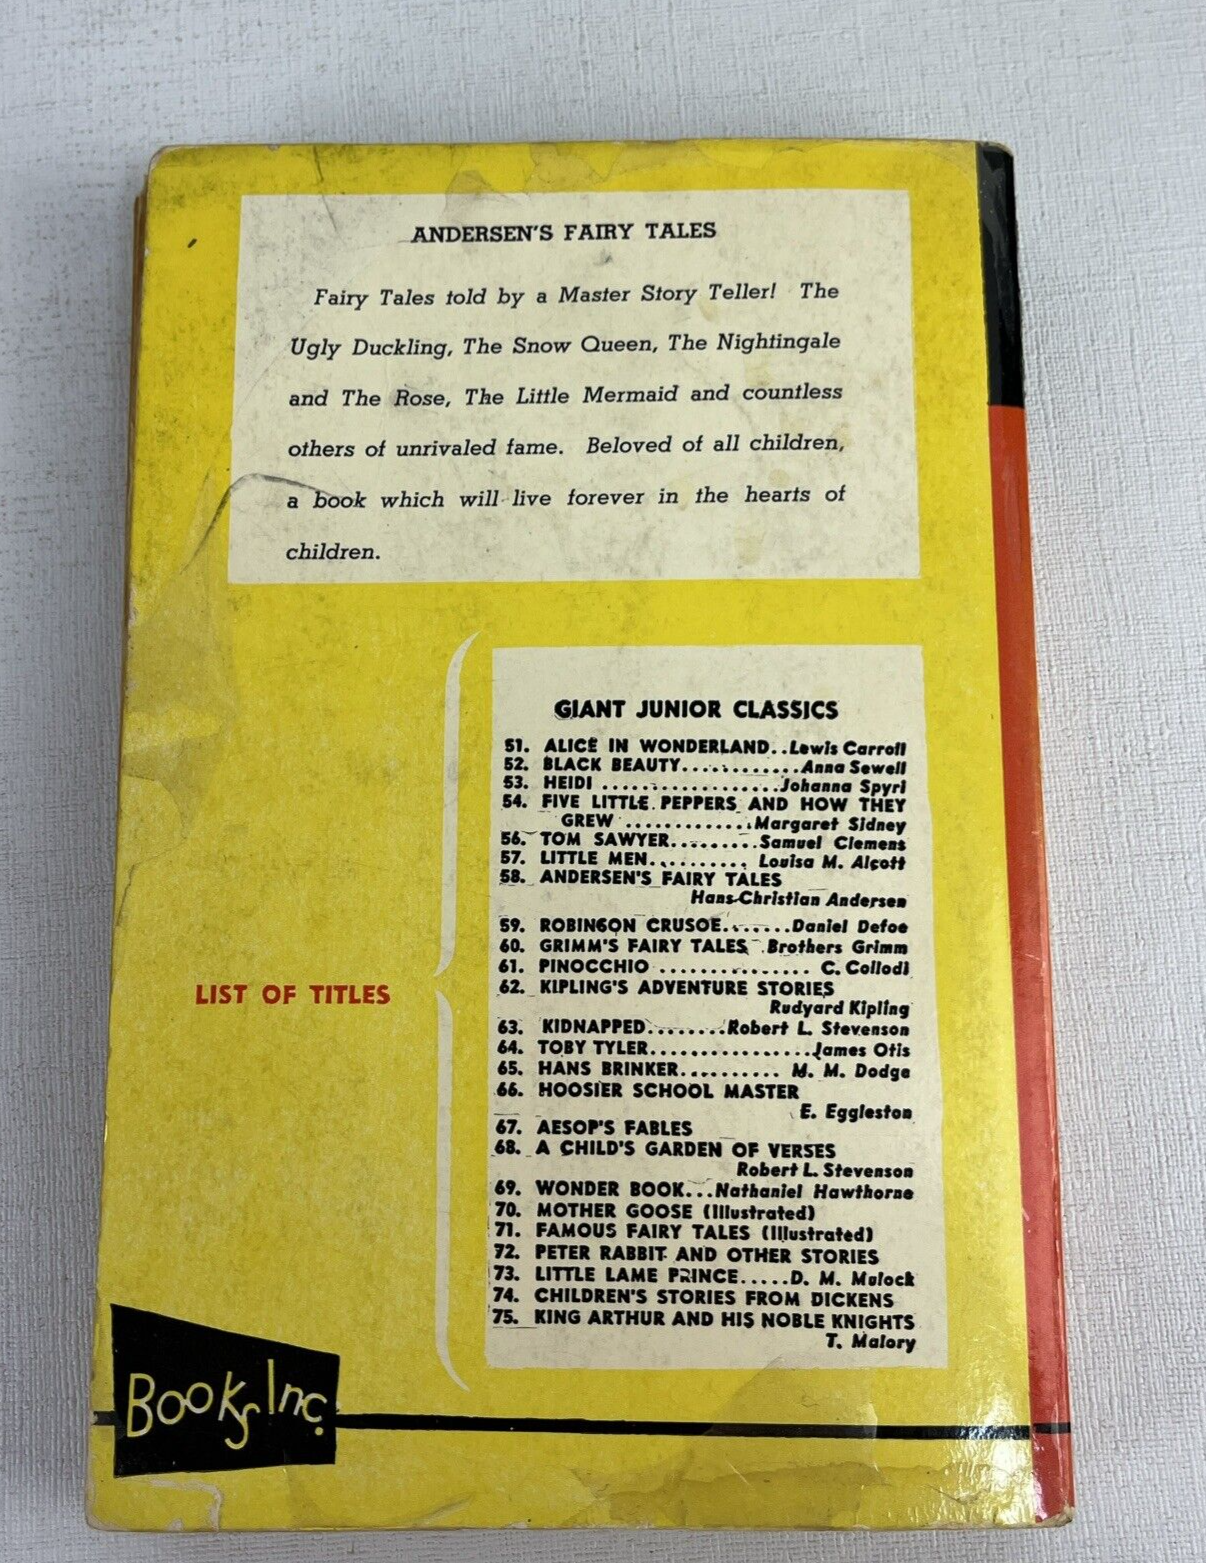 ANDERSEN'S FAIRY TALES
Fairy Tales told by a Master Story Teller! The
Ugly Duckling, The Snow Queen, The Nightingale
and The Rose, The Little Mermaid and countless
others of unrivaled fame. Beloved of all children,
a book which will live forever in the hearts of
children.
LIST OF TITLES
GIANT JUNIOR CLASSICS
51. ALICE IN WONDERLAND..Lewis Carroll
52. BLACK BEAUTY............Anna Sewell
53. HEIDI ...................Johanna Spyri
54. FIVE LITTLE PEPPERS AND HOW THEY
GREW .............Margaret Sidney
56. TOM SAWYER.........Samuel Clemens
57. LITTLE MEN.......... Louisa M. Alcott
58. ANDERSEN'S FAIRY TALES
Hans Christian Andersen
59. ROBINSON CRUSOE.......Daniel Defoe
60. GRIMM'S FAIRY TALES .Brothers Grimm
61. PINOCCHIO ............... C. Collodi
62. KIPLING'S ADVENTURE STORIES
Rudyard Kipling
63. KIDNAPPED........Robert L. Stevenson
64. TOBY TYLER................James Otis
65. HANS BRINKER.......... M. M. Dodge
66. HOOSIER SCHOOL MASTER
E. Eggleston
67. AESOP'S FABLES
68. A CHILD'S GARDEN OF VERSES
Robert L. Stevenson
69. WONDER BOOK...Nathaniel Hawthorne
70. MOTHER GOOSE (Illustrated)
71. FAMOUS FAIRY TALES (Illustrated)
72. PETER RABBIT AND OTHER STORIES
73. LITTLE LAME PRINCE.....D. M. Mulock
74. CHILDREN'S STORIES FROM DICKENS
75. KING ARTHUR AND HIS NOBLE KNIGHTS
T. Malory
Books Inc.